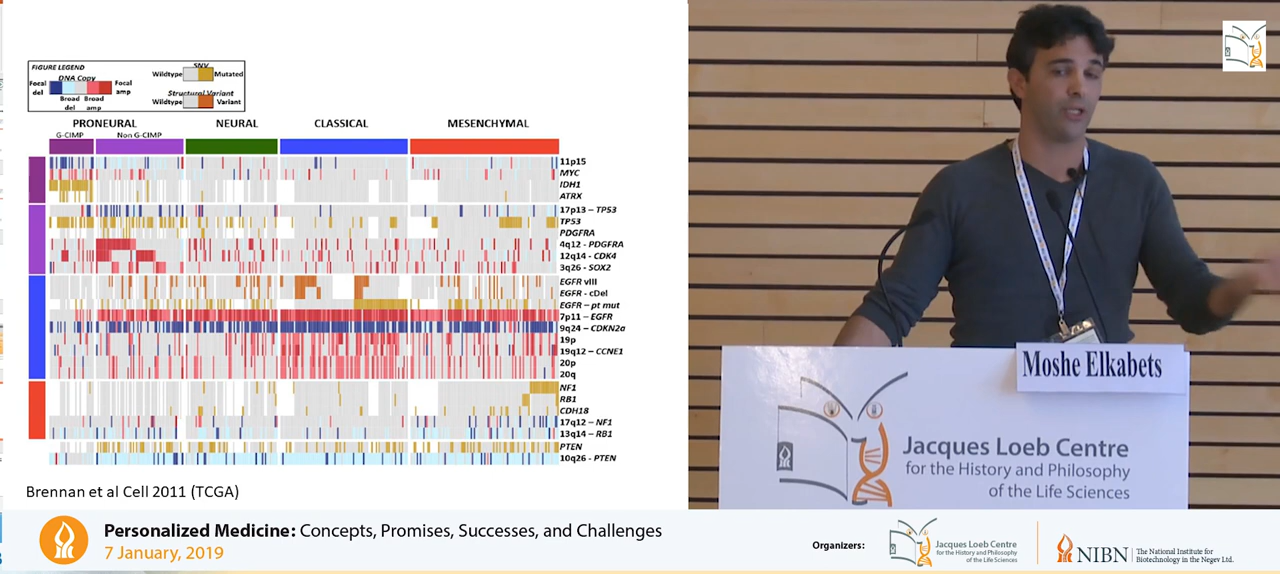 FIGURE LEGEND
DNA Copy
Focal del
Focal amp
Broad del
Broad amp
SNV
Wildtype
Mutated
Structural Variant
Wildtype
Variant
PRONEURAL
NEURAL
CLASSICAL
MESENCHYMAL
G-CIMP
Non G-CIMP
11p15
MYC
IDH1
ATRX
17p13 – TP53
TP53
PDGFRA
4q12 - PDGFRA
12q14 - CDK4
3q26 - SOX2
EGFR vIII
EGFR - cDel
EGFR – pt mut
7p11 – EGFR
9q24 – CDKN2a
19p
19q12 – CCNE1
20p
20q
NF1
RB1
CDH18
17q12 – NF1
13q14 – RB1
PTEN
10q26 - PTEN
Brennan et al Cell 2011 (TCGA)
Moshe Elkabets
Jacques Loeb Centre
for the History and Philosophy
of the Life Sciences
Personalized Medicine: Concepts, Promises, Successes, and Challenges
7 January, 2019
Organizers:
Jacques Loeb Centre
for the History and Philosophy
of the Life Sciences
NIBN
The National Institute for
Biotechnology in the Negev Ltd.